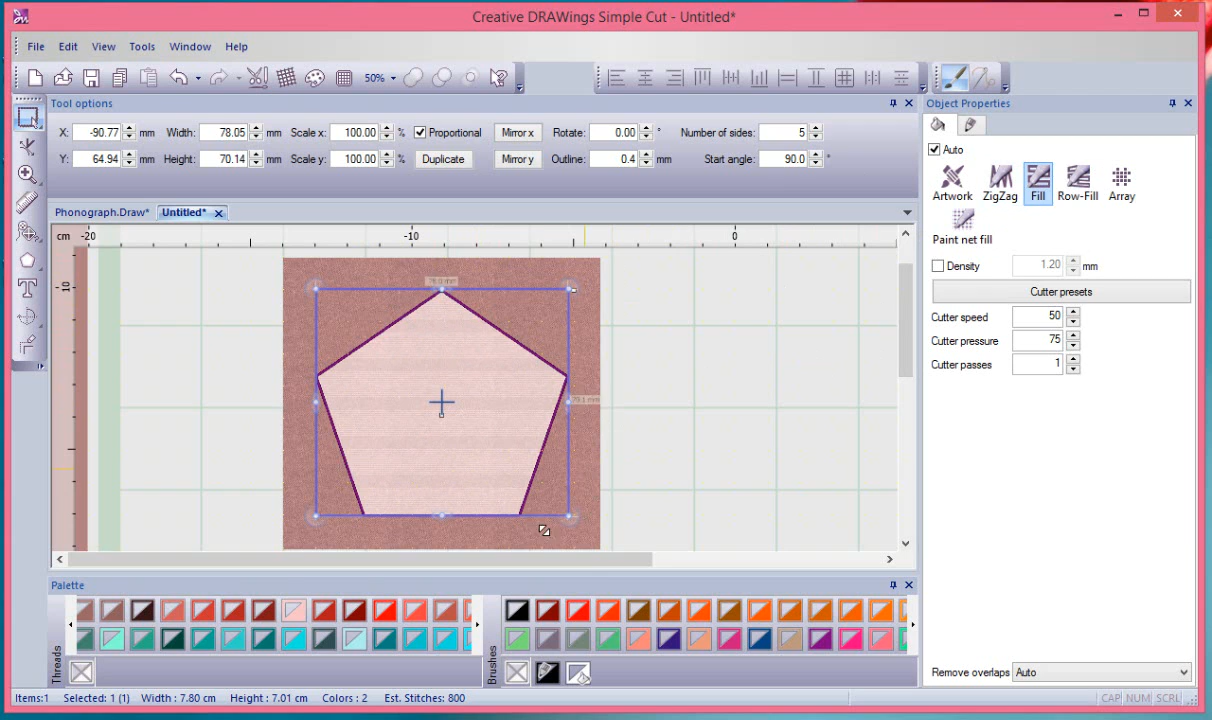 Creative DRAWings Simple Cut - Untitled*
File Edit View Tools Window Help
50%
Tool options
X: -90.77 mm Width: 78.05 mm Scale x: 100.00 % Proportional Mirror x Rotate: 0.00 ° Number of sides: 5
Y: 64.94 mm Height: 70.14 mm Scale y: 100.00 % Duplicate Mirror y Outline: 0.4 mm Start angle: 90.0 °
Phonograph.Draw* Untitled*
cm -20 -10 0
-10
Palette
Threads
Brushes
Object Properties
Auto
Artwork ZigZag Fill Row-Fill Array
Paint net fill
Density 1.20 mm
Cutter presets
Cutter speed 50
Cutter pressure 75
Cutter passes 1
Remove overlaps Auto
Items:1 Selected: 1 (1) Width : 7.80 cm Height : 7.01 cm Colors : 2 Est. Stitches: 800 CAP NUM SCRL